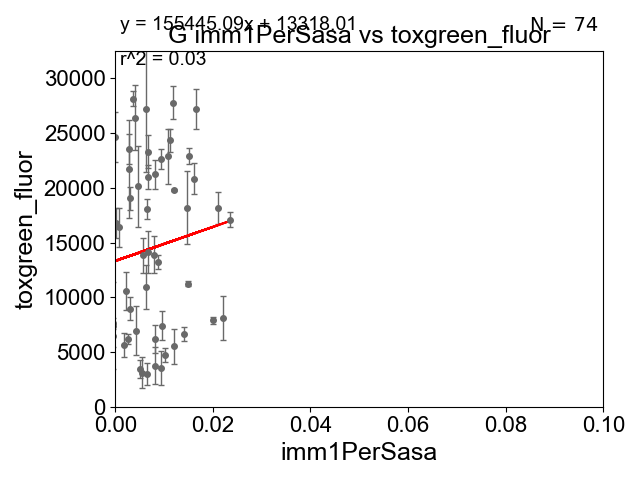 y = 155445.09x + 13318.01
N = 74
G imm1PerSasa vs toxgreen_fluor
r^2 = 0.03
30000
25000
20000
15000
10000
5000
0
toxgreen_fluor
0.00 0.02 0.04 0.06 0.08 0.10
imm1PerSasa